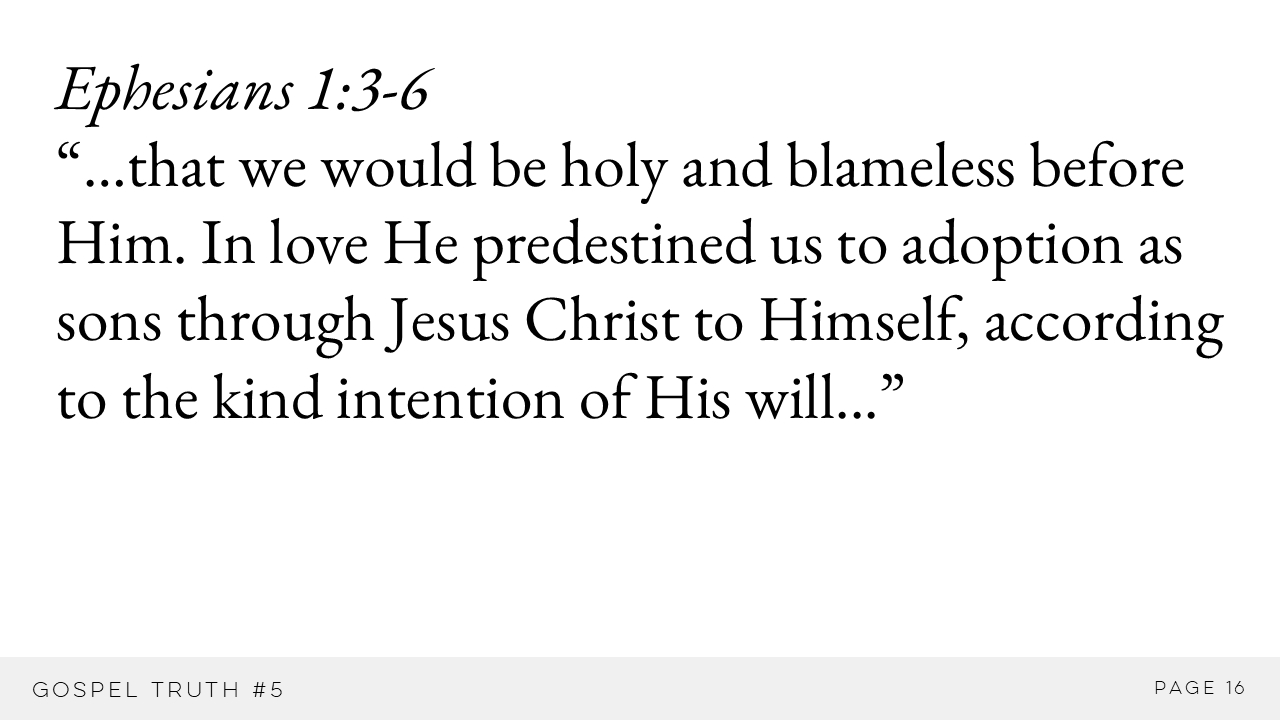 Ephesians 1:3-6
“…that we would be holy and blameless before
Him. In love He predestined us to adoption as
sons through Jesus Christ to Himself, according
to the kind intention of His will…”
GOSPEL TRUTH #5
PAGE 16